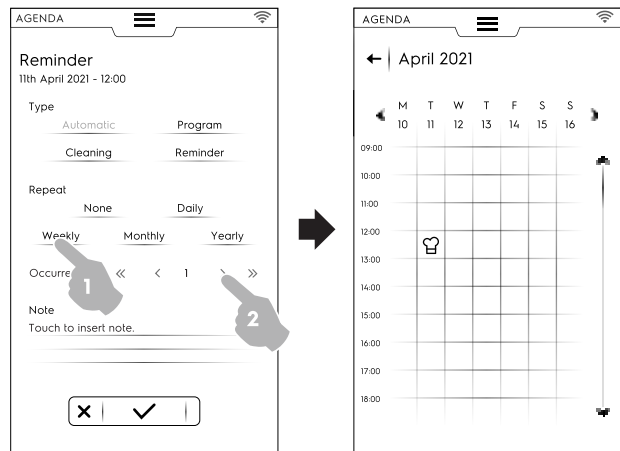 AGENDA
Reminder
11th April 2021 - 12:00
Type
Automatic Program
Cleaning Reminder
Repeat
None Daily
Weekly Monthly Yearly
1
Note
Touch to insert note.
1
2
AGENDA
April 2021
M T W T F S S
10 11 12 13 14 15 16
09:00
10:00
11:00
12:00
13:00
14:00
15:00
16:00
17:00
18:00